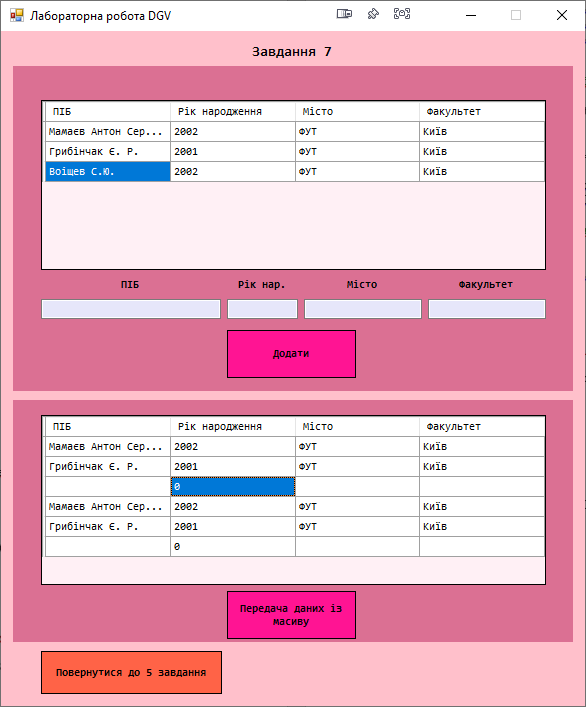 Лабораторна робота DGV
Завдання 7
ПІБ Рік народження Місто Факультет
Мамаєв Антон Сер... 2002 ФУТ Київ
Грибінчак Є. Р. 2001 ФУТ Київ
Воіщев С.Ю. 2002 ФУТ Київ
ПІБ Рік нар. Місто Факультет
Додати
ПІБ Рік народження Місто Факультет
Мамаєв Антон Сер... 2002 ФУТ Київ
Грибінчак Є. Р. 2001 ФУТ Київ
0
Мамаєв Антон Сер... 2002 ФУТ Київ
Грибінчак Є. Р. 2001 ФУТ Київ
0
Передача даних із
масиву
Повернутися до 5 завдання